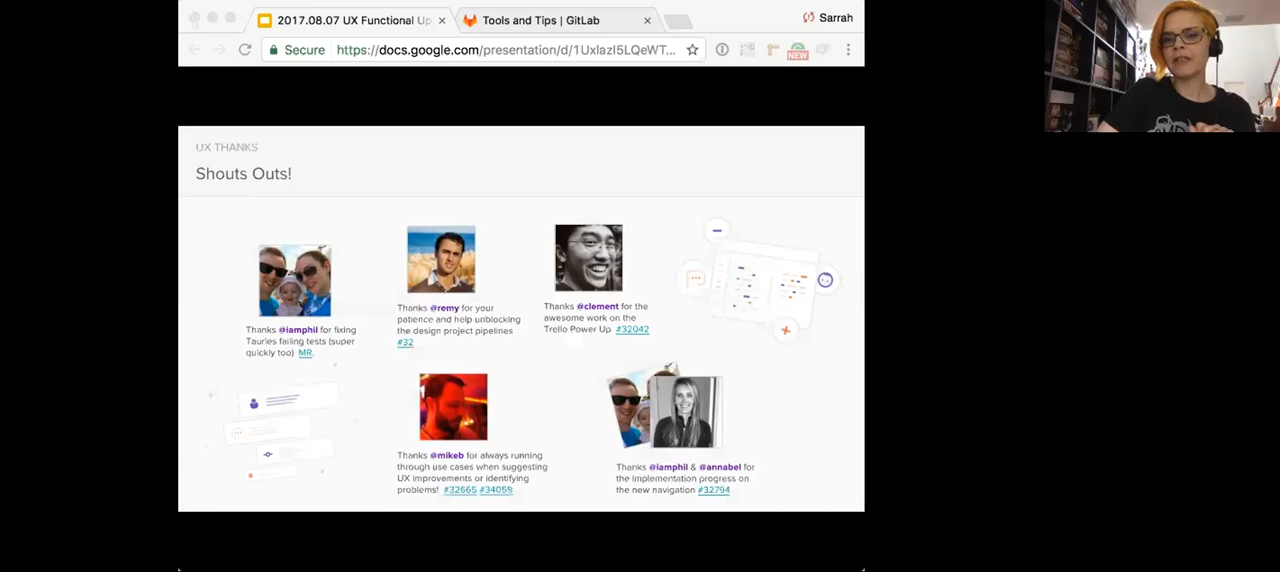 2017.08.07 UX Functional Up
Tools and Tips | GitLab
Sarrah
Secure
https://docs.google.com/presentation/d/1UxlazI5LQeWT...
NEW
UX THANKS
Shouts Outs!
Thanks @iamphil for fixing
Tauries failing tests (super
quickly too) MR.
Thanks @remy for your
patience and help unblocking
the design project pipelines
#32
Thanks @clement for the
awesome work on the
Trello Power Up #32042
Thanks @mikeb for always running
through use cases when suggesting
UX improvements or identifying
problems! #32665 #34059
Thanks @iamphil & @annabel for
the implementation progress on
the new navigation #32794